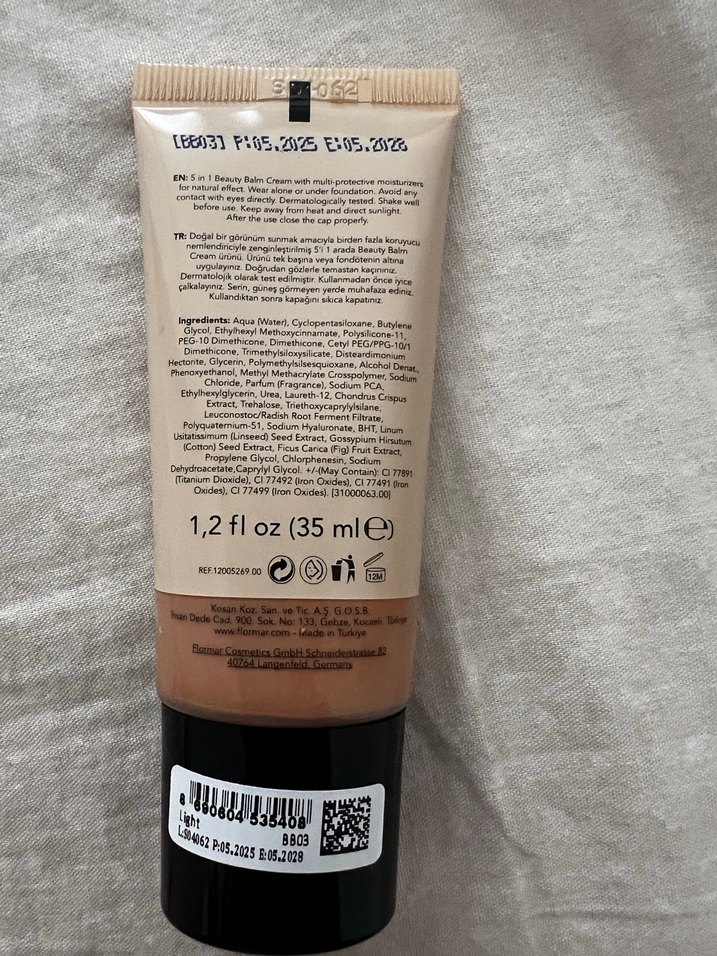 [BB03] P:05.2025 E:05.2028
EN: 5 in 1 Beauty Balm Cream with multi-protective moisturizers
for natural effect. Wear alone or under foundation. Avoid any
contact with eyes directly. Dermatologically tested. Shake well
before use. Keep away from heat and direct sunlight.
After the use close the cap properly.
TR: Doğal bir görünüm sunmak amacıyla birden fazla koruyucu
nemlendiriciyle zenginleştirilmiş 5'i 1 arada Beauty Balm
Cream ürünü. Ürünü tek başına veya fondötenin altına
uygulayınız. Doğrudan gözlerle temastan kaçınınız.
Dermatolojik olarak test edilmiştir. Kullanmadan önce iyice
çalkalayınız. Serin, güneş görmeyen yerde muhafaza ediniz.
Kullandıktan sonra kapağını sıkıca kapatınız.
Ingredients: Aqua (Water), Cyclopentasiloxane, Butylene
Glycol, Ethylhexyl Methoxycinnamate, Polysilicone-11,
PEG-10 Dimethicone, Dimethicone, Cetyl PEG/PPG-10/1
Dimethicone, Trimethylsiloxysilicate, Disteardimonium
Hectorite, Glycerin, Polymethylsilsesquioxane, Alcohol Denat.,
Phenoxyethanol, Methyl Methacrylate Crosspolymer, Sodium
Chloride, Parfum (Fragrance), Sodium PCA,
Ethylhexylglycerin, Urea, Laureth-12, Chondrus Crispus
Extract, Trehalose, Triethoxycaprylylsilane,
Leuconostoc/Radish Root Ferment Filtrate,
Polyquaternium-51, Sodium Hyaluronate, BHT, Linum
Usitatissimum (Linseed) Seed Extract, Gossypium Hirsutum
(Cotton) Seed Extract, Ficus Carica (Fig) Fruit Extract,
Propylene Glycol, Chlorphenesin, Sodium
Dehydroacetate,Caprylyl Glycol. +/-(May Contain): CI 77891
(Titanium Dioxide), CI 77492 (Iron Oxides), CI 77491 (Iron
Oxides), CI 77499 (Iron Oxides). [31000063.00]
1,2 fl oz (35 ml ℮)
REF.12005269 00
12M
Kosan Koz. San. ve Tic. A.Ş. G.O.S.B.
İhsan Dede Cad. 900. Sok. No: 133, Gebze, Kocaeli, Türkiye
www.flormar.com - Made in Türkiye
Flormar Cosmetics GmbH Schneiderstrasse 82
40764 Langenfeld, Germany
8 690604 535408
Light BB03
L:S04062 P:05.2025 E:05.2028